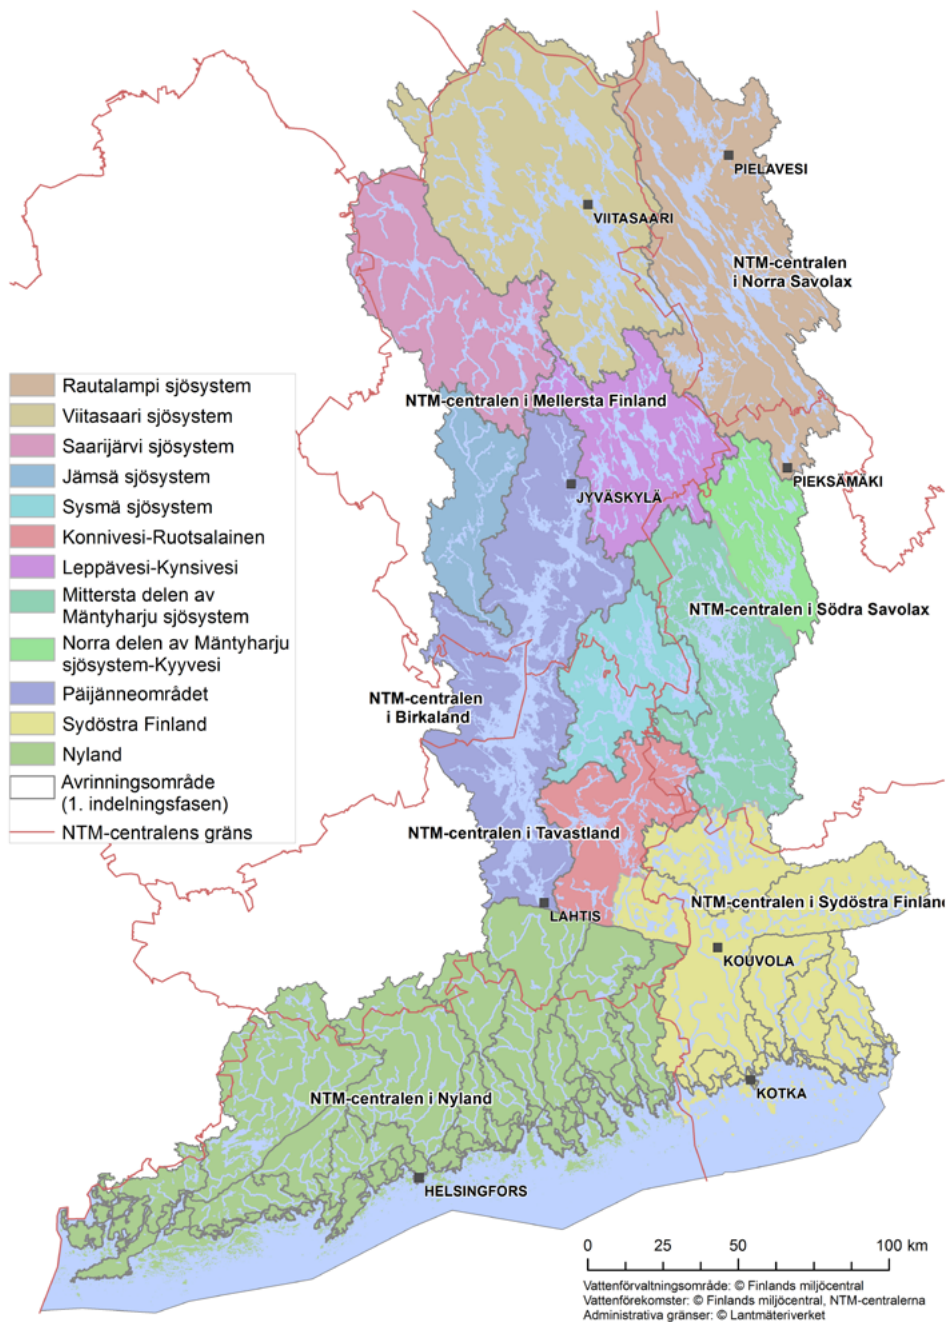 PIELAVESI
VIITASAARI
NTM-centralen
i Norra Savolax
Rautalampi sjösystem
Viitasaari sjösystem
Saarijärvi sjösystem
Jämsä sjösystem
Sysmä sjösystem
Konnivesi-Ruotsalainen
Leppävesi-Kynsivesi
Mittersta delen av
Mäntyharju sjösystem
Norra delen av Mäntyharju
sjösystem-Kyyvesi
Päijänneområdet
Sydöstra Finland
Nyland
Avrinningsområde
(1. indelningsfasen)
NTM-centralens gräns
NTM-centralen i Mellersta Finland
PIEKSÄMÄKI
JYVÄSKYLÄ
NTM-centralen i Södra Savolax
NTM-centralen
i Birkaland
NTM-centralen i Tavastland
NTM-centralen i Sydöstra Finland
LAHTIS
KOUVOLA
KOTKA
NTM-centralen i Nyland
HELSINGFORS
0 25 50 100 km
Vattenförvaltningsområde: © Finlands miljöcentral
Vattenförekomster: © Finlands miljöcentral, NTM-centralerna
Administrativa gränser: © Lantmäteriverket